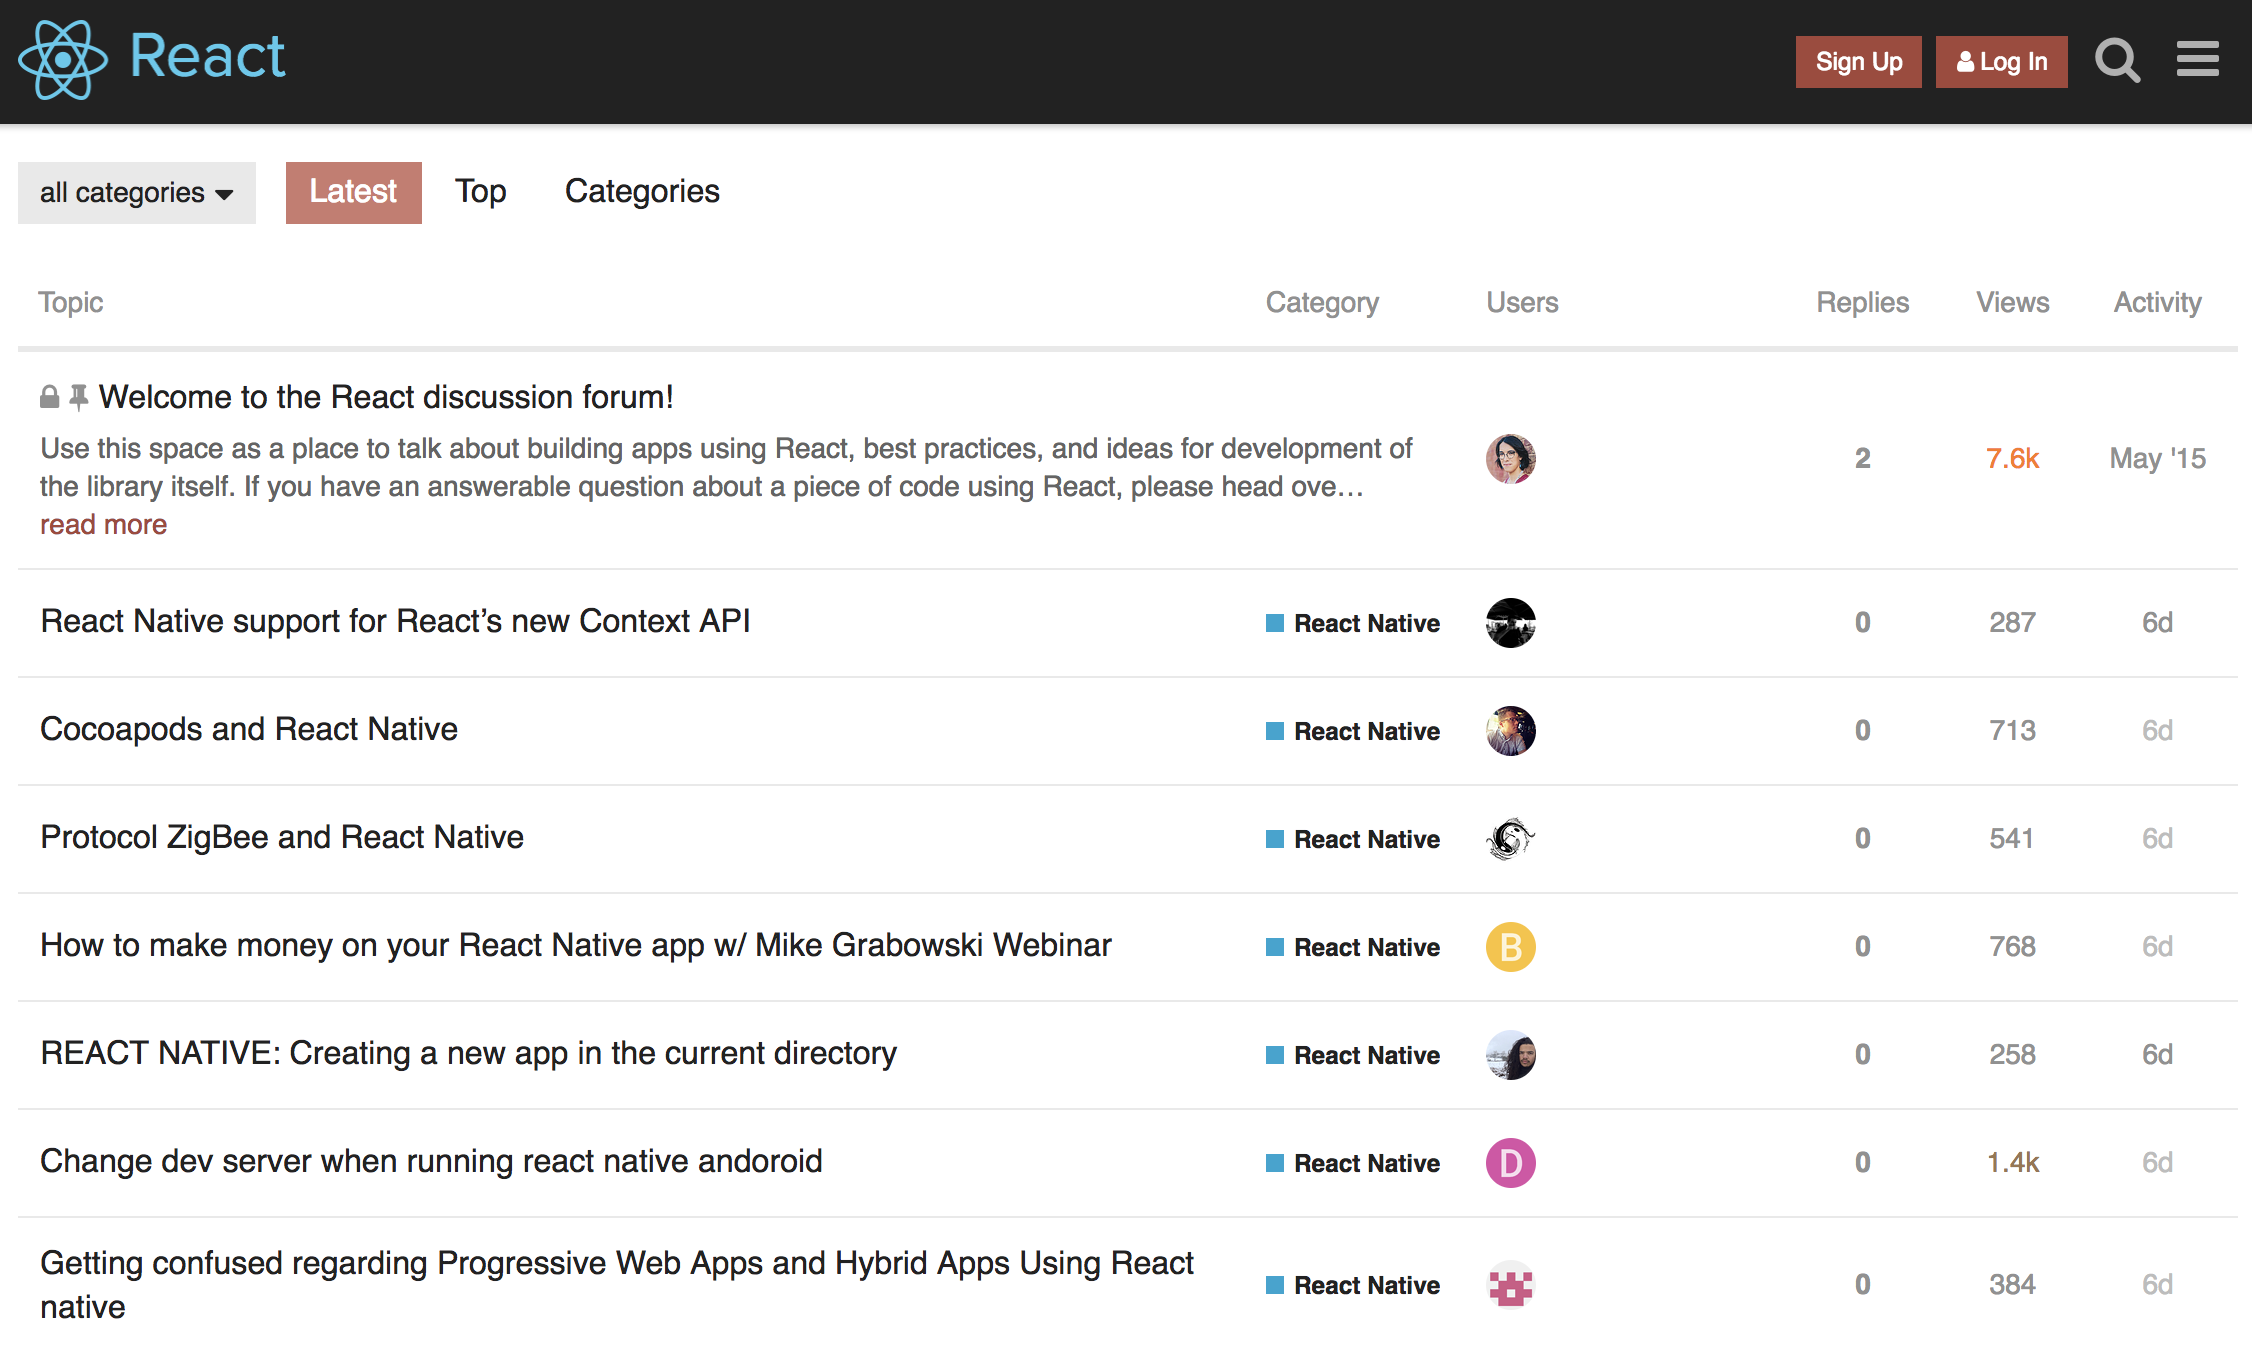 React
Sign Up
Log In
all categories
Latest
Top
Categories
Topic
Category
Users
Replies
Views
Activity
Welcome to the React discussion forum!
Use this space as a place to talk about building apps using React, best practices, and ideas for development of
the library itself. If you have an answerable question about a piece of code using React, please head ove…
read more
2
7.6k
May '15
React Native support for React’s new Context API
React Native
0
287
6d
Cocoapods and React Native
React Native
0
713
6d
Protocol ZigBee and React Native
React Native
0
541
6d
How to make money on your React Native app w/ Mike Grabowski Webinar
React Native
B
0
768
6d
REACT NATIVE: Creating a new app in the current directory
React Native
0
258
6d
Change dev server when running react native andoroid
React Native
D
0
1.4k
6d
Getting confused regarding Progressive Web Apps and Hybrid Apps Using React
native
React Native
0
384
6d